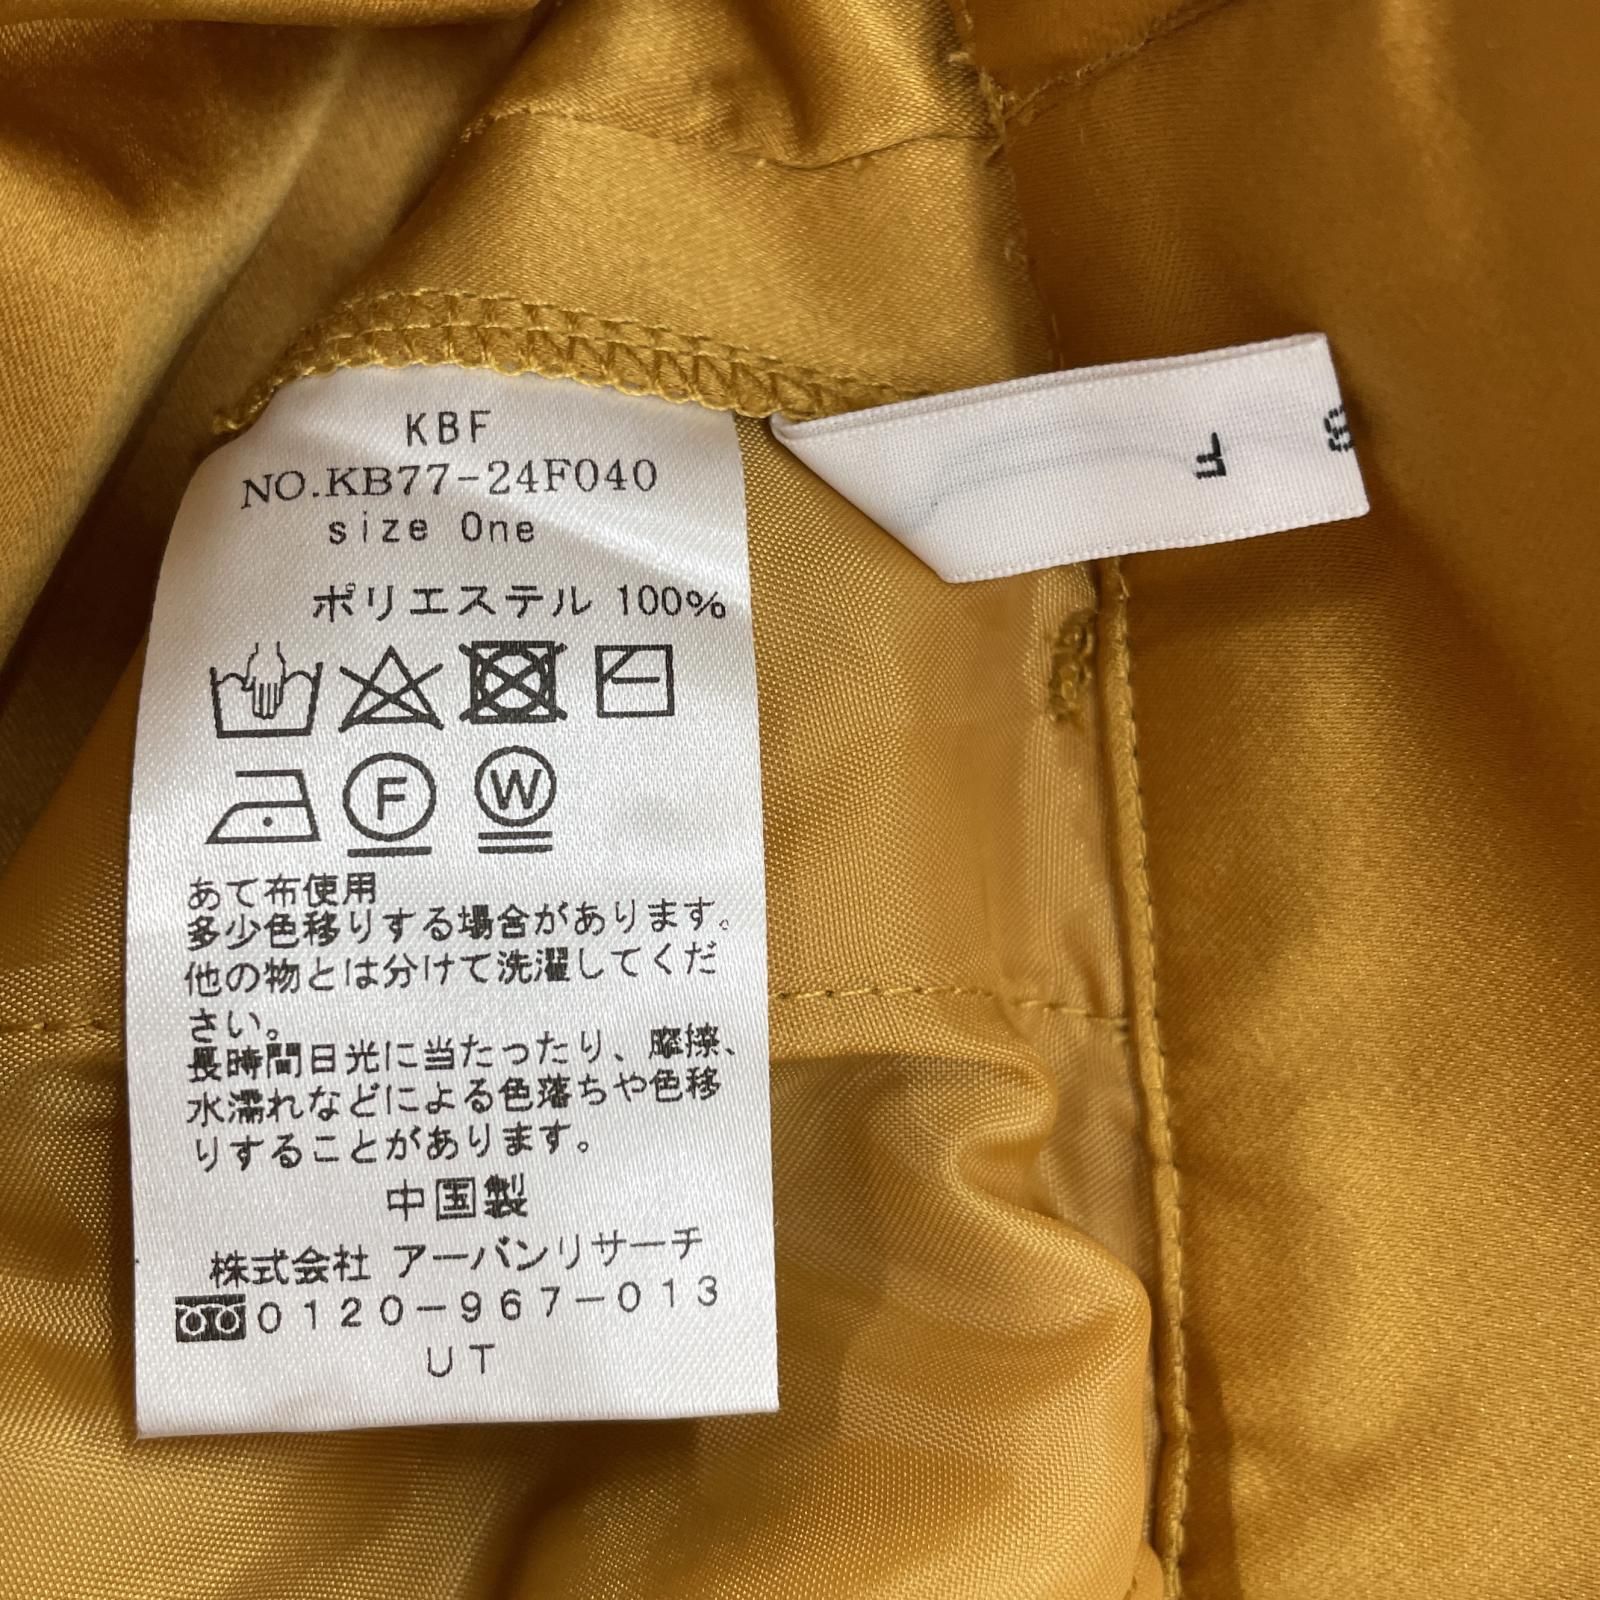 KBF
NO.KB77-24F040
size One
ポリエステル 100%
F W
あて布使用
多少色移りする場合があります。
他の物とは分けて洗濯してくだ
さい。
長時間日光に当たったり、摩擦、
水濡れなどによる色落ちや色移
りすることがあります。
中国製
株式会社 アーバンリサーチ
0120-967-013
UT
F